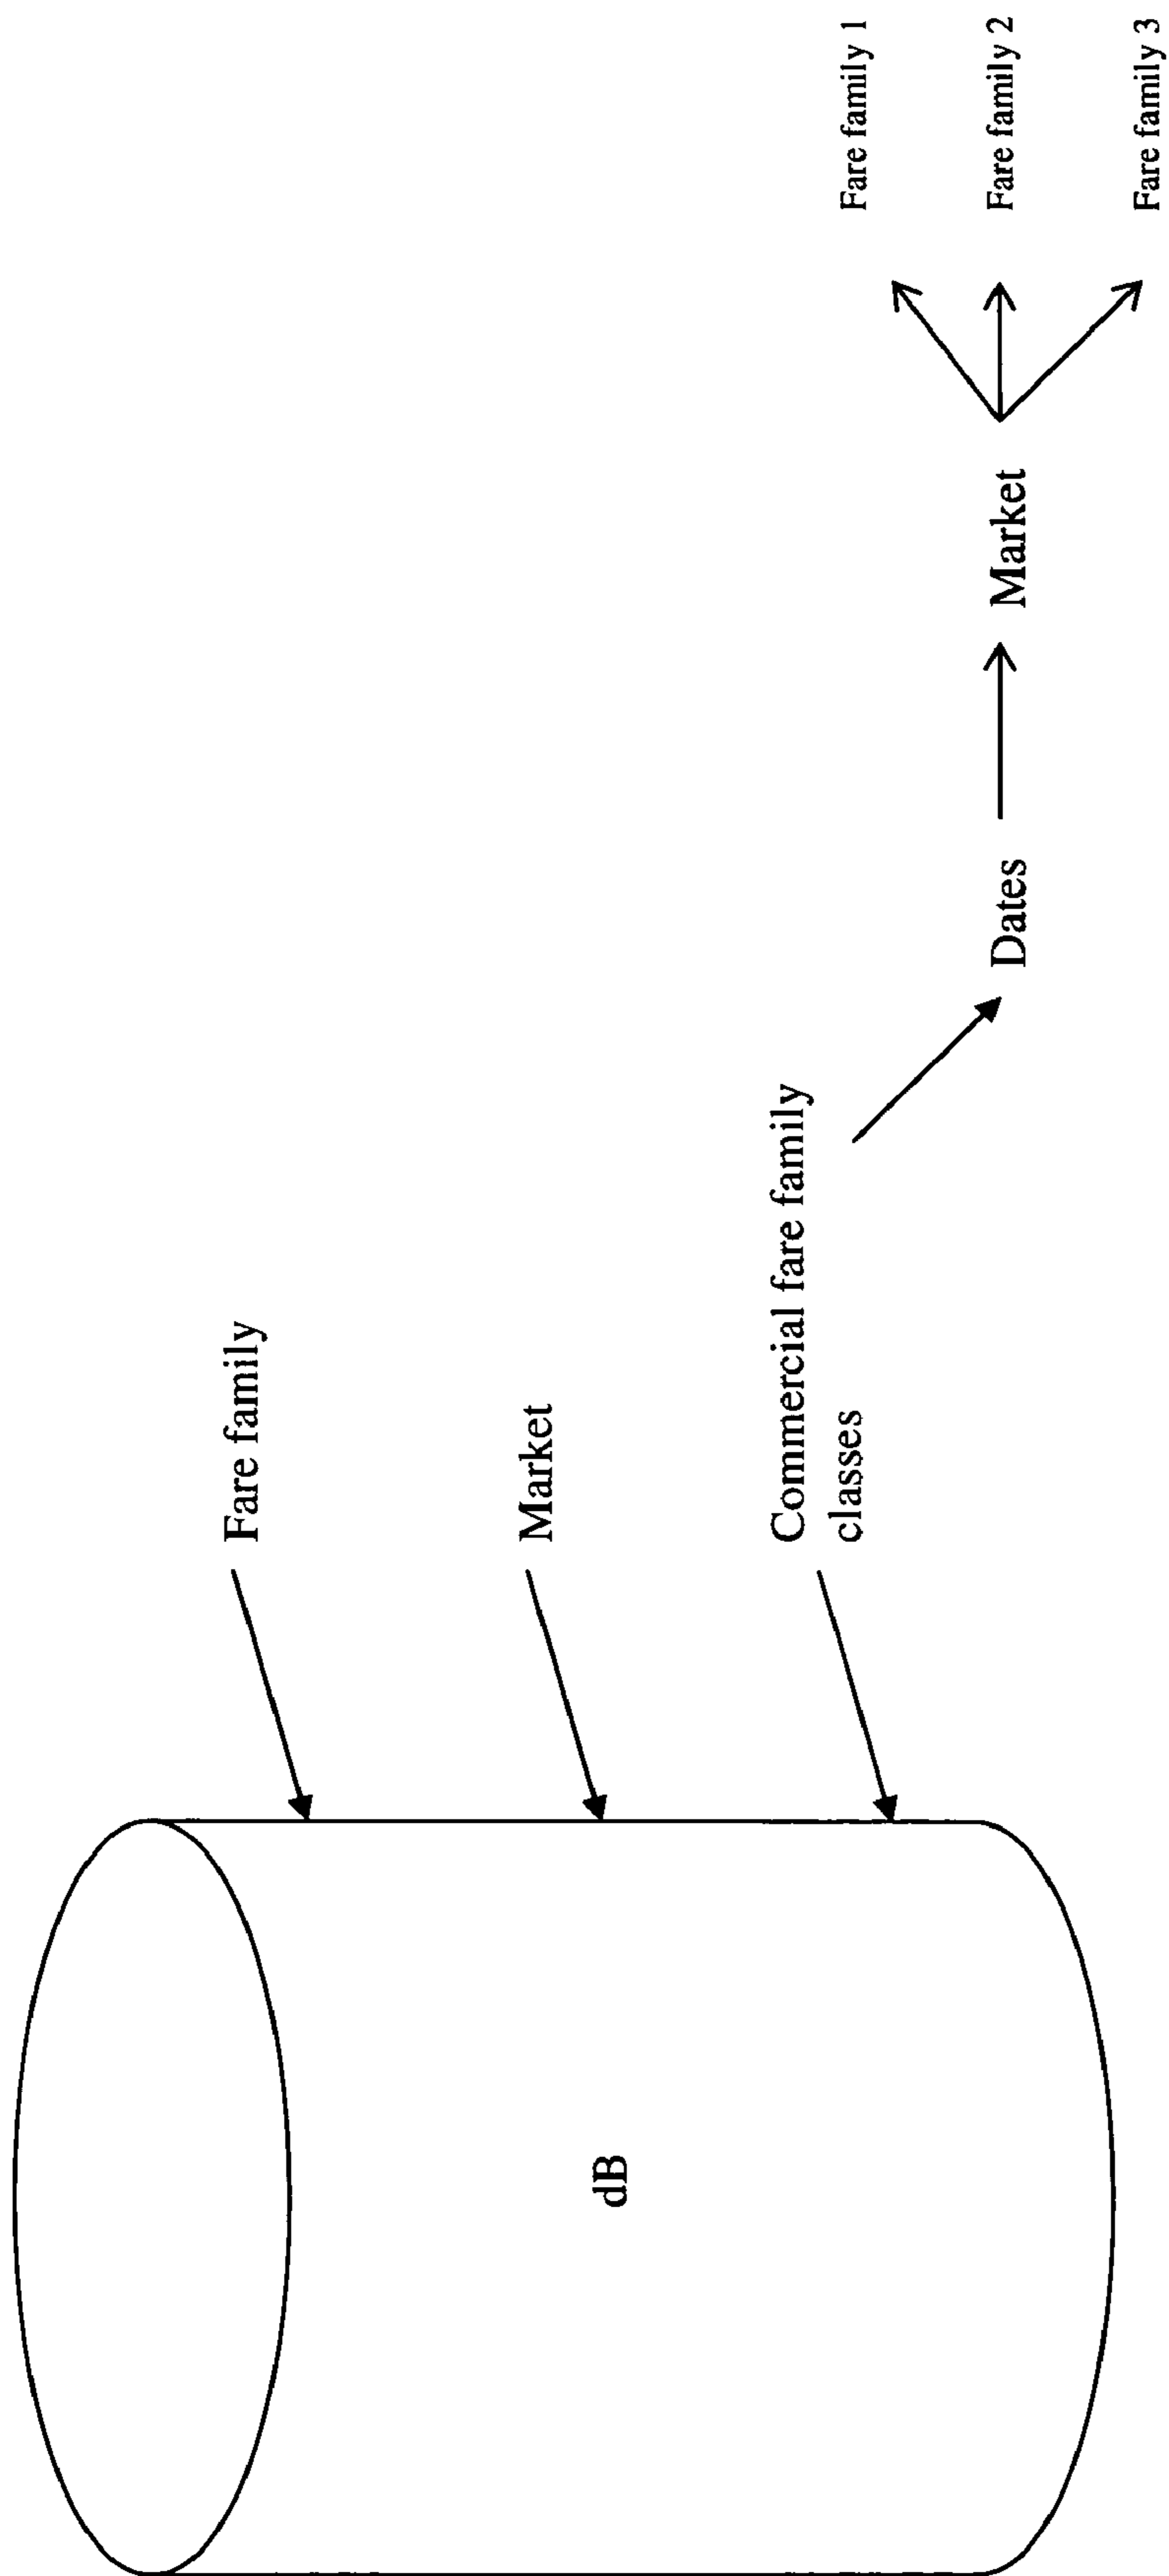 dB
Fare family
Market
Commercial fare family
classes
Dates
Market
Fare family 1
Fare family 2
Fare family 3